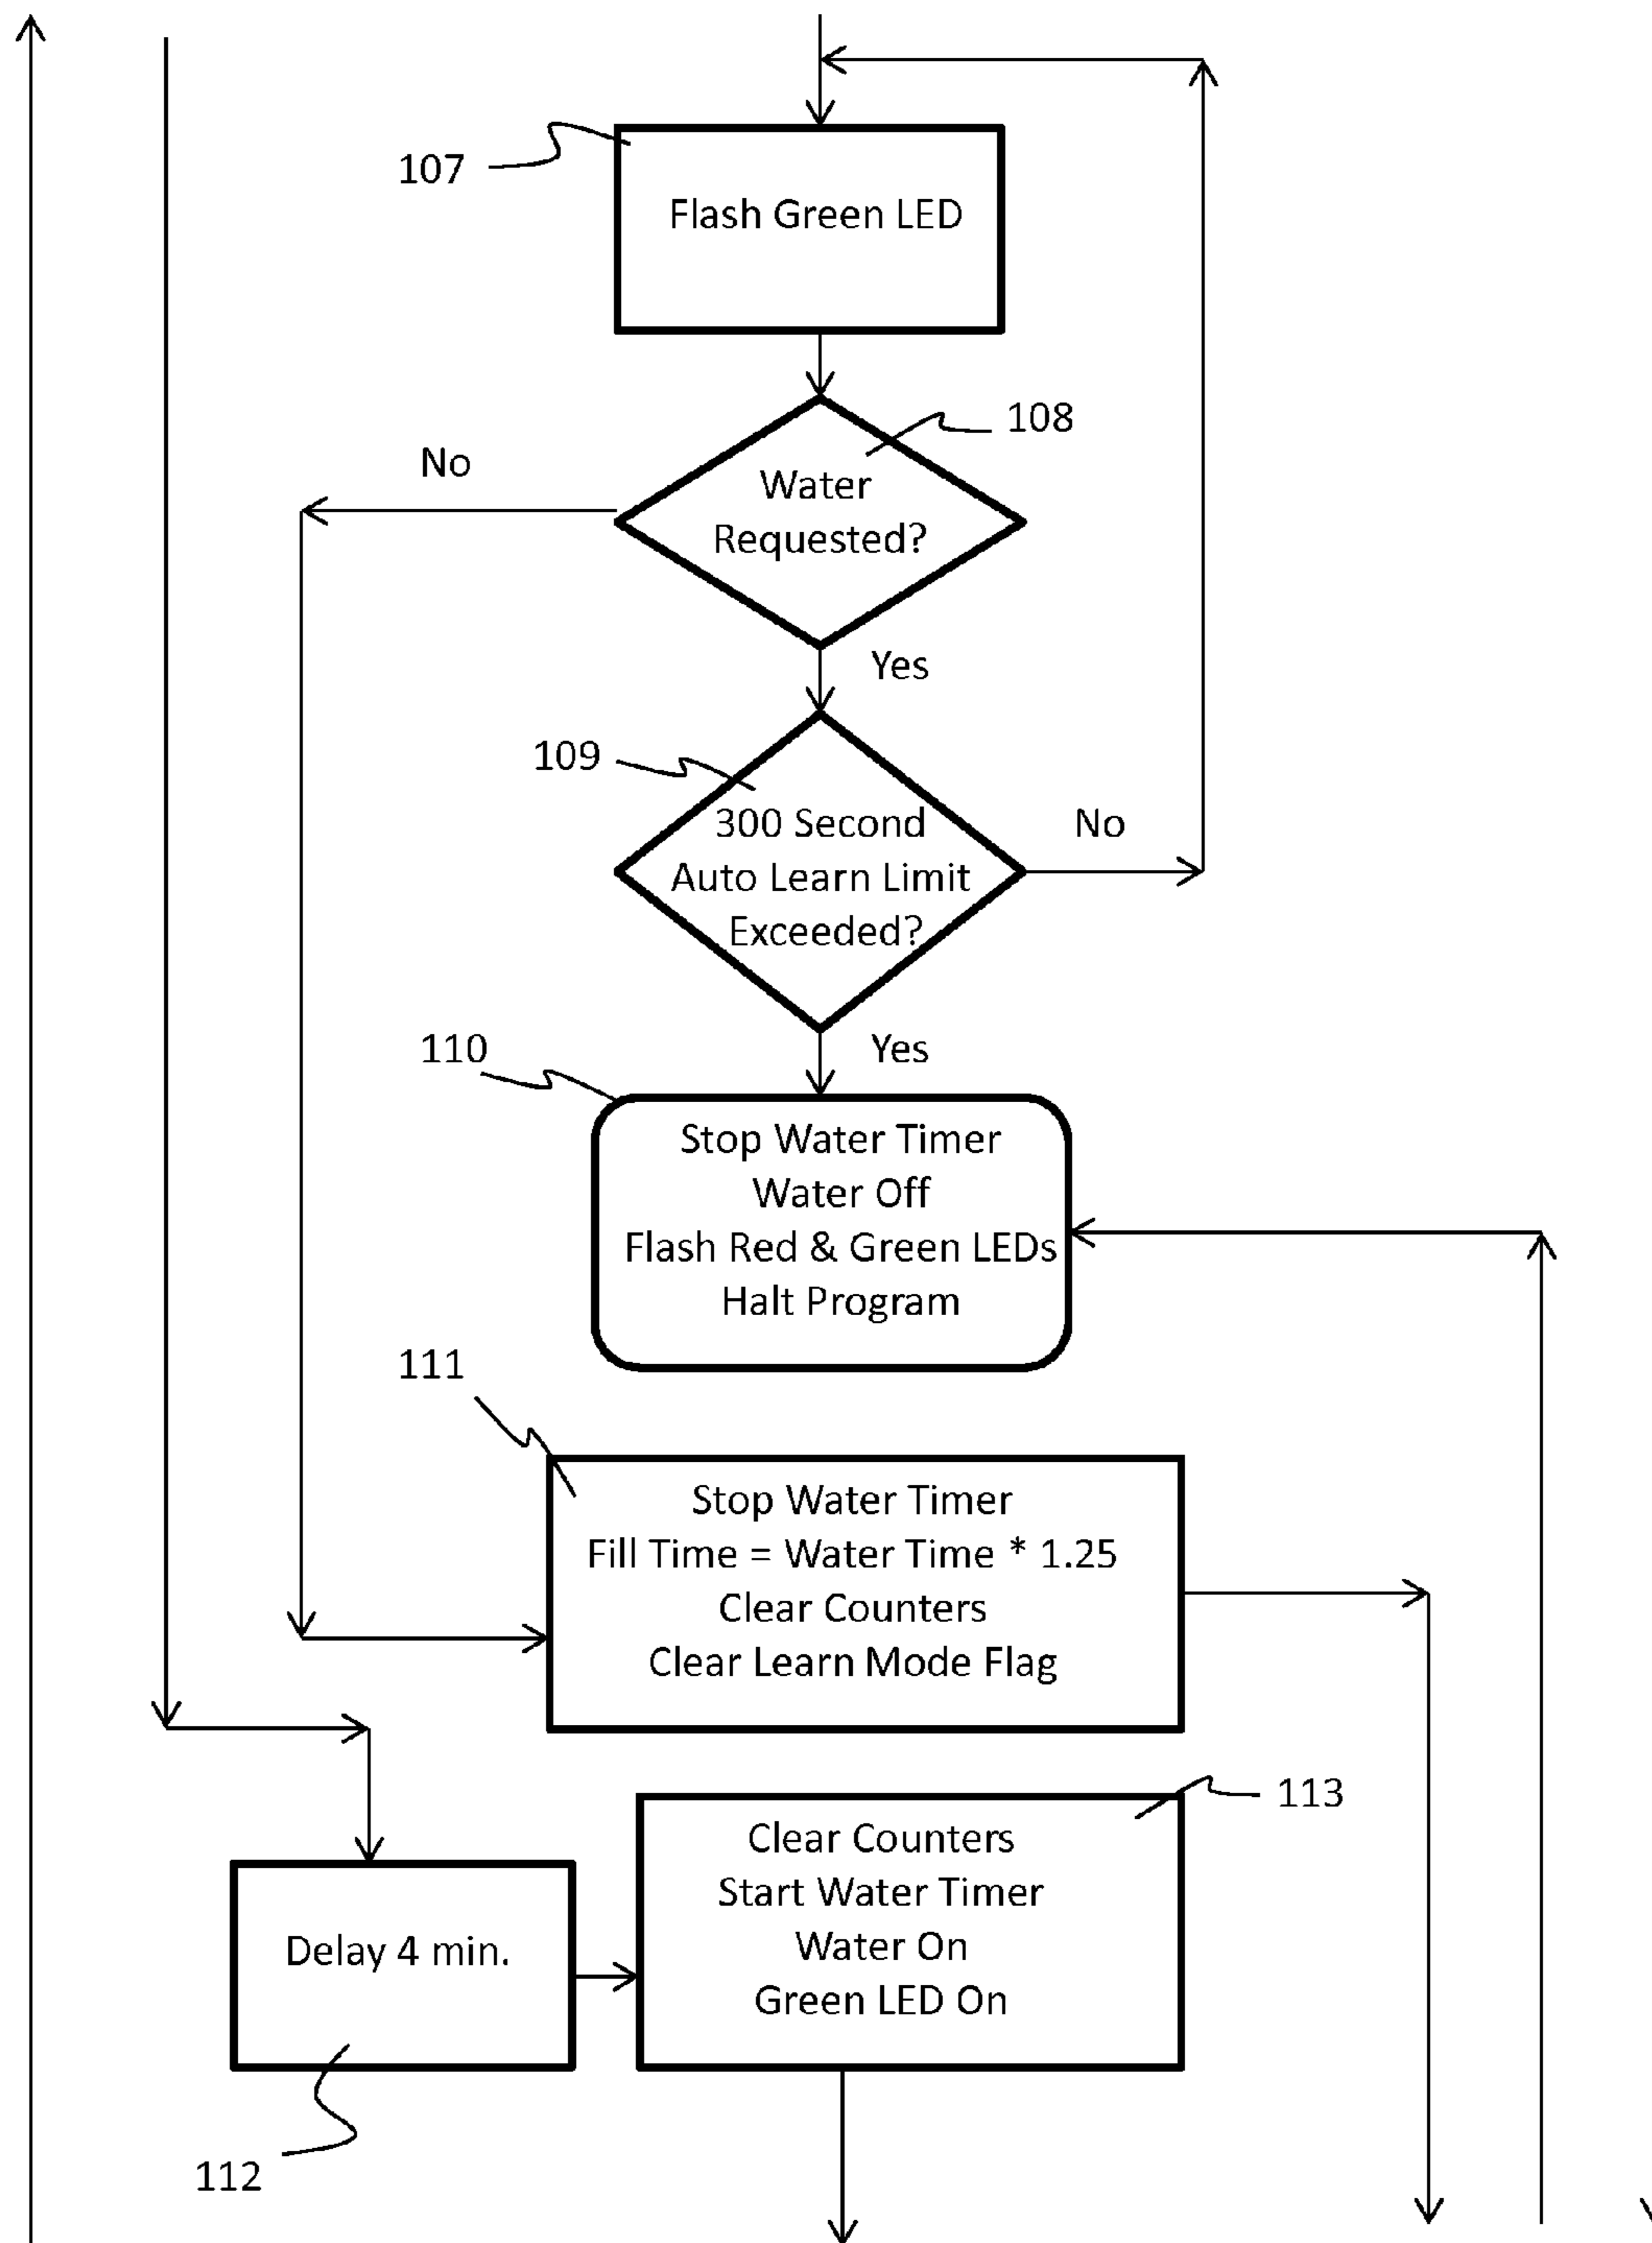 107
Flash Green LED
108
No
Water
Requested?
Yes
109
300 Second
Auto Learn Limit
Exceeded?
No
Yes
110
Stop Water Timer
Water Off
Flash Red & Green LEDs
Halt Program
111
Stop Water Timer
Fill Time = Water Time * 1.25
Clear Counters
Clear Learn Mode Flag
113
Clear Counters
Start Water Timer
Water On
Green LED On
Delay 4 min.
112